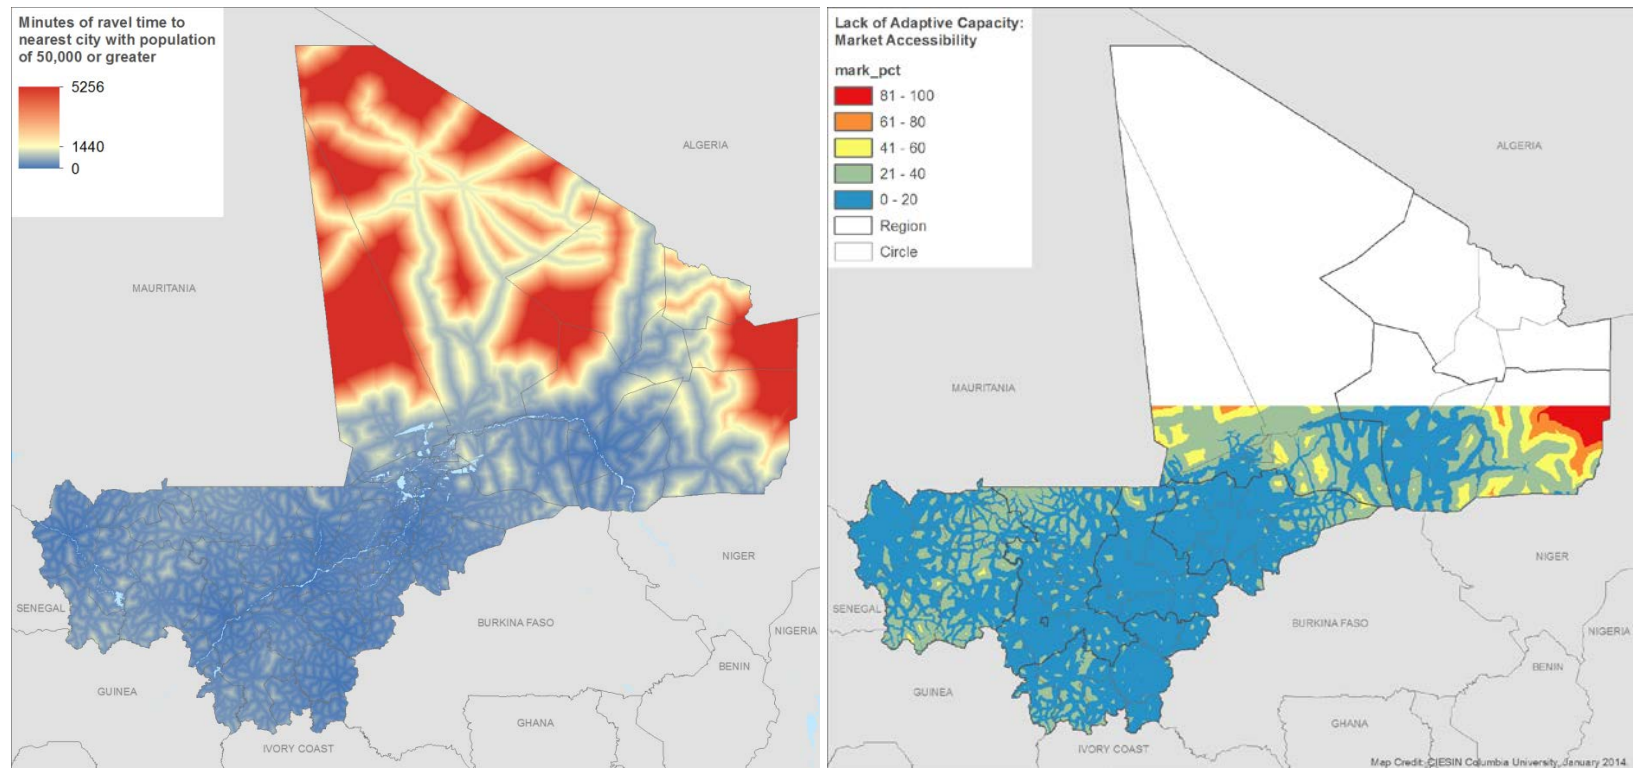 Minutes of ravel time to
nearest city with population
of 50,000 or greater
5256
1440
0
ALGERIA
MAURITANIA
NIGER
SENEGAL
BURKINA FASO
NIGERIA
BENIN
GUINEA
GHANA
IVORY COAST
Lack of Adaptive Capacity:
Market Accessibility
mark_pct
81 - 100
61 - 80
41 - 60
21 - 40
0 - 20
Region
Circle
ALGERIA
MAURITANIA
NIGER
SENEGAL
BURKINA FASO
NIGERIA
BENIN
GUINEA
GHANA
IVORY COAST
Map Credit: CIESIN Columbia University, January 2014.